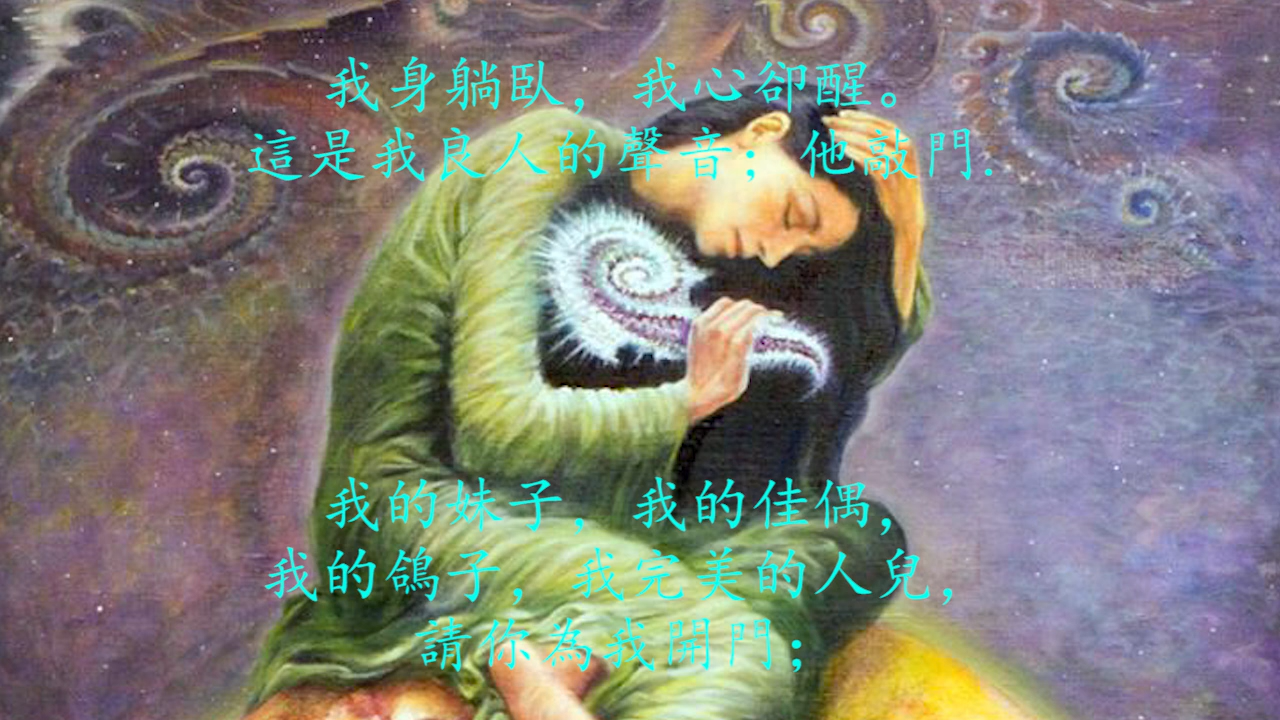 我身躺臥，我心卻醒。
這是我良人的聲音；他敲門.
我的妹子，我的佳偶，
我的鴿子，我完美的人兒，
請你為我開門；